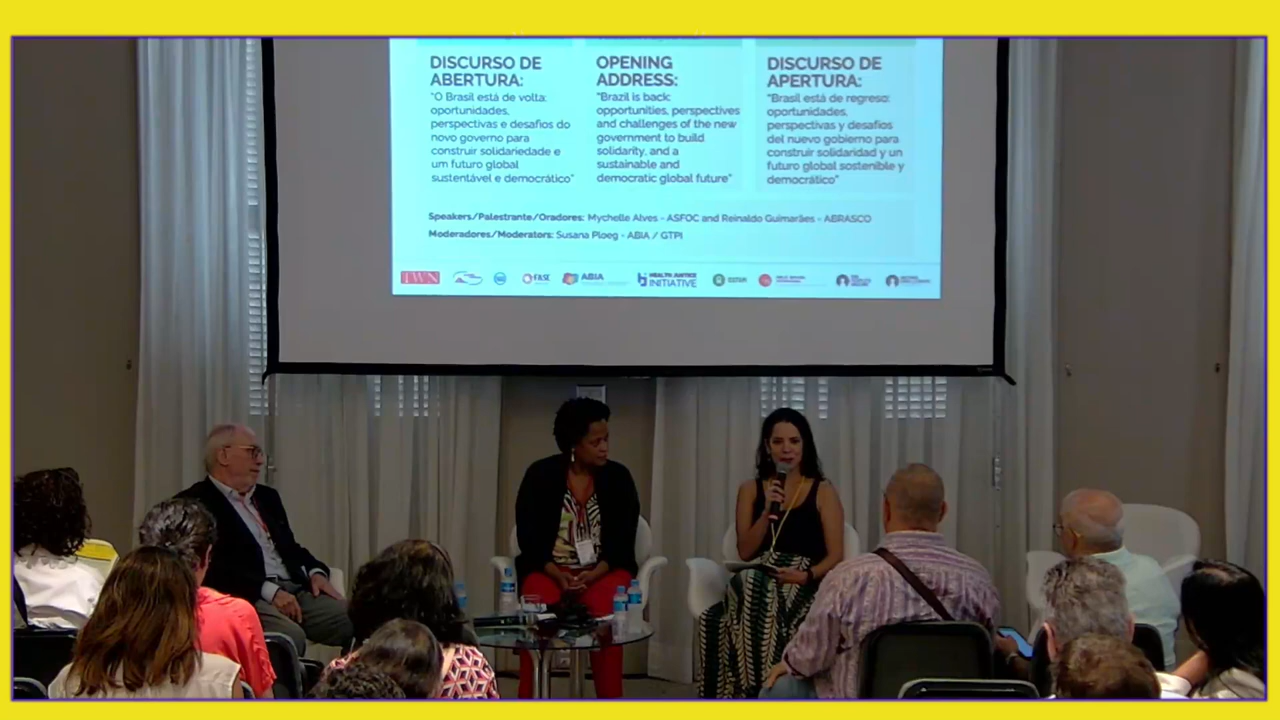 DISCURSO DE
ABERTURA:
"O Brasil está de volta:
oportunidades,
perspectivas e desafios do
novo governo para
construir solidariedade e
um futuro global
sustentável e democrático"
OPENING
ADDRESS:
"Brazil is back:
opportunities, perspectives
and challenges of the new
government to build
solidarity, and a
sustainable and
democratic global future"
DISCURSO DE
APERTURA:
"Brasil está de regreso:
oportunidades,
perspectivas y desafíos
del nuevo gobierno para
construir solidaridad y un
futuro global sostenible y
democrático"
Speakers/Palestrante/Oradores: Mychelle Alves - ASFOC and Reinaldo Guimarães - ABRASCO
Moderadores/Moderators: Susana Ploeg - ABIA / GTPI
TWN
FASE
ABIA
HEALTH JUSTICE
INITIATIVE
OXFAM